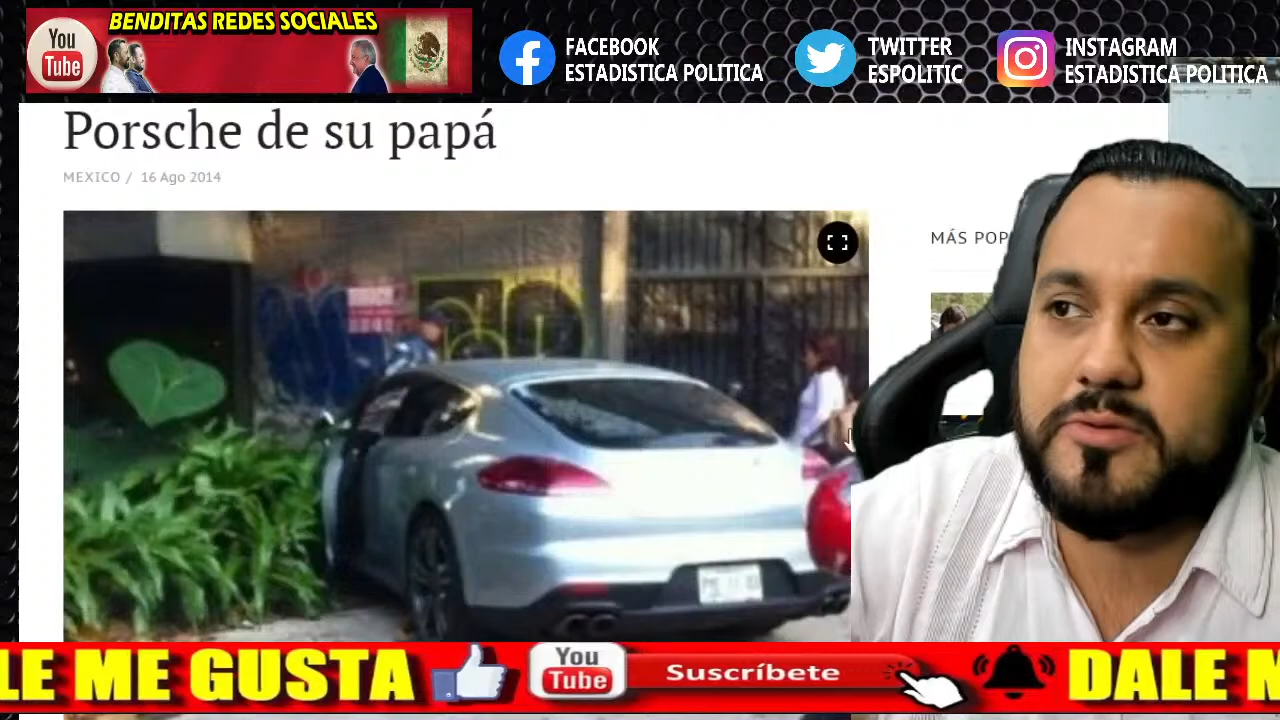 You
Tube
BENDITAS REDES SOCIALES
FACEBOOK
ESTADISTICA POLITICA
TWITTER
ESPOLITIC
INSTAGRAM
ESTADISTICA POLITICA
Porsche de su papá
MEXICO / 16 Ago 2014
MÁS POP
LE ME GUSTA
You
Tube
Suscríbete
DALE M